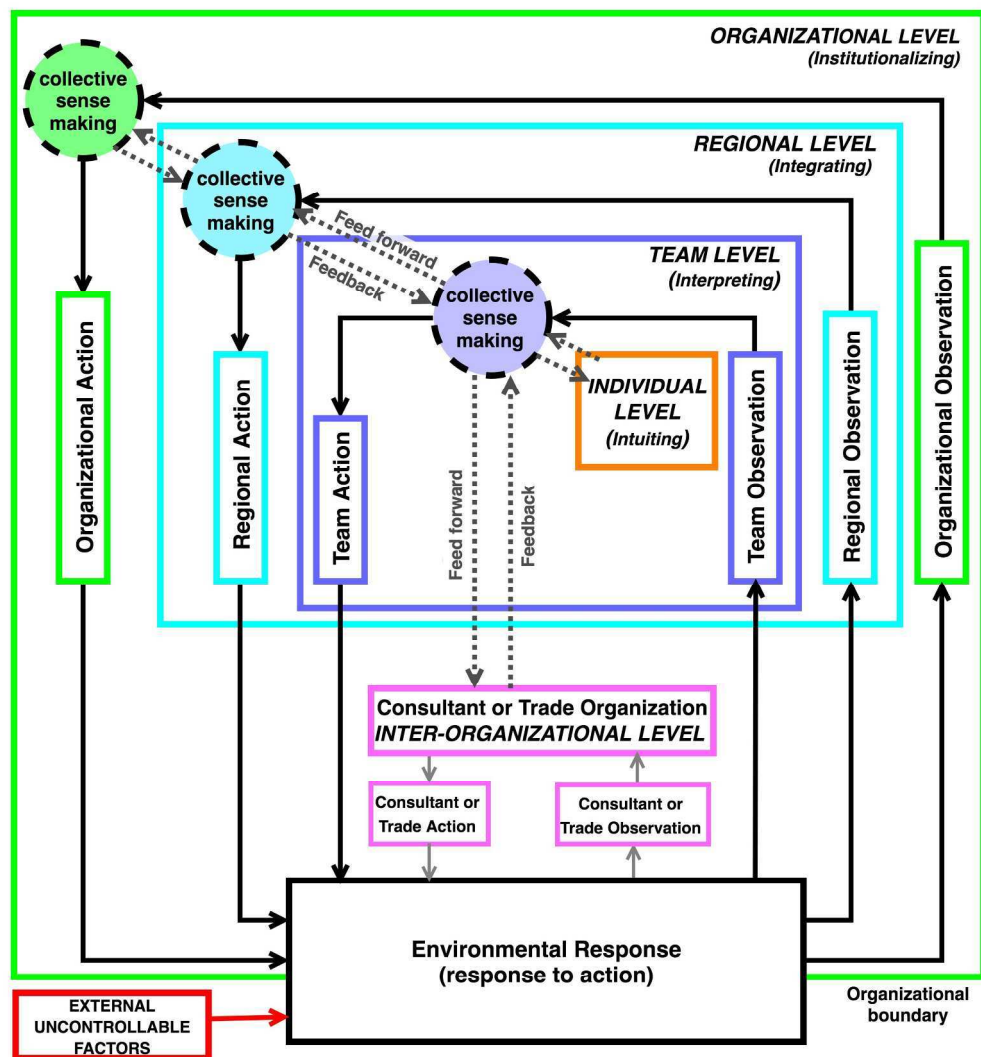 ORGANIZATIONAL LEVEL
(Institutionalizing)
collective
sense
making
REGIONAL LEVEL
(Integrating)
collective
sense
making
Feed forward
Feedback
TEAM LEVEL
(Interpreting)
collective
sense
making
INDIVIDUAL
LEVEL
(Intuiting)
Organizational Action
Regional Action
Team Action
Feed forward
Feedback
Team Observation
Regional Observation
Organizational Observation
Consultant or Trade Organization
INTER-ORGANIZATIONAL LEVEL
Consultant or
Trade Action
Consultant or
Trade Observation
Environmental Response
(response to action)
EXTERNAL
UNCONTROLLABLE
FACTORS
Organizational
boundary